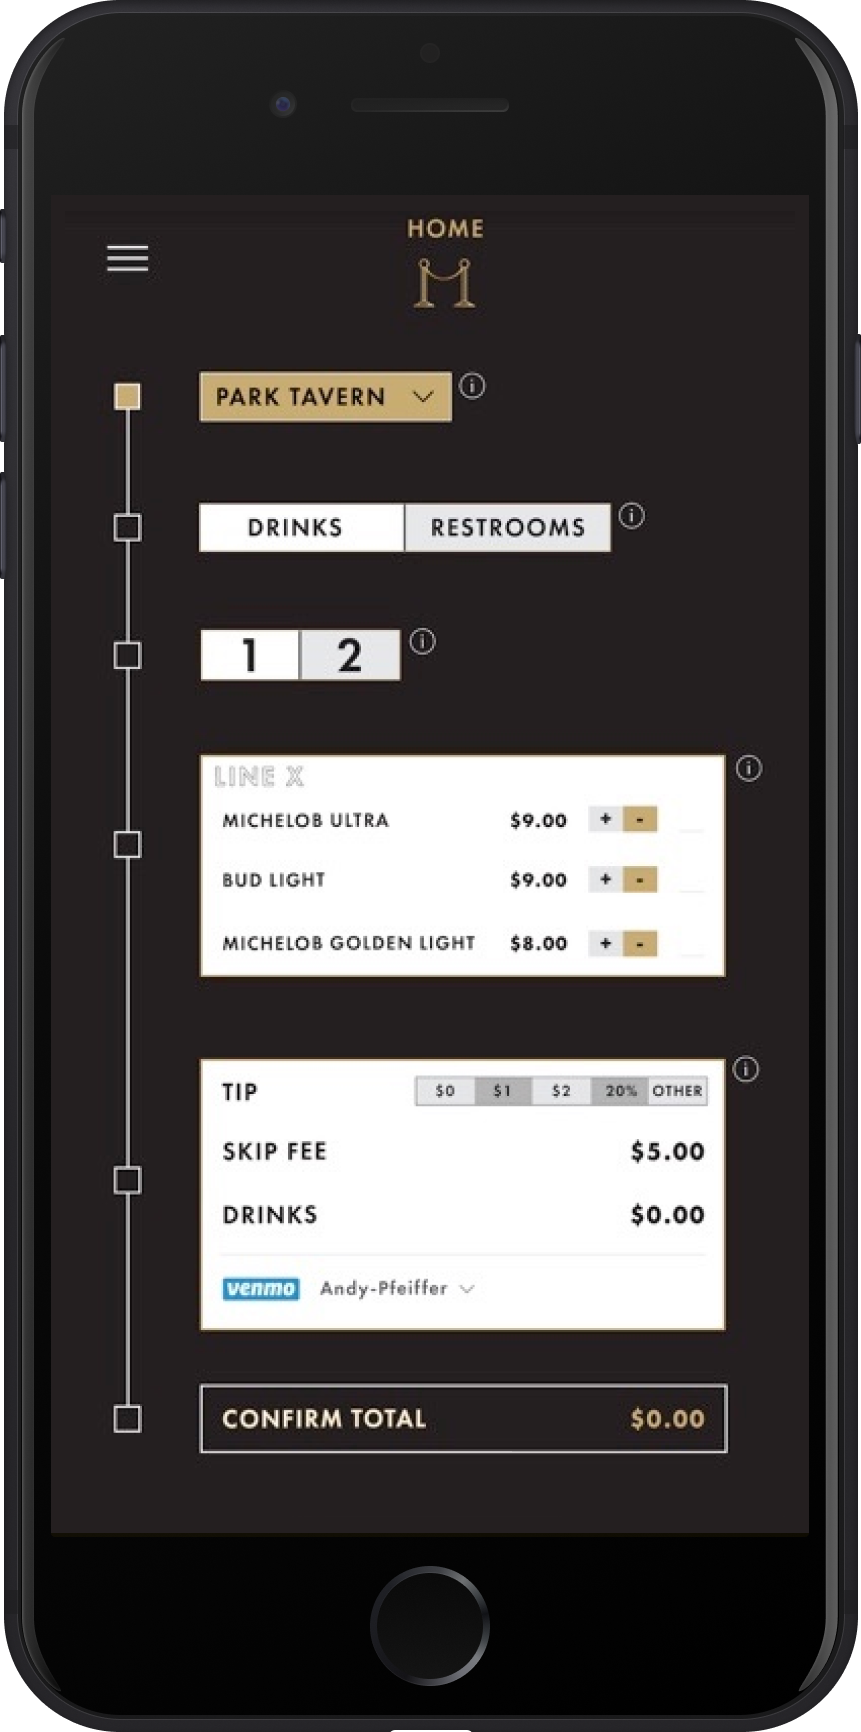 HOME
PARK TAVERN
DRINKS RESTROOMS
1 2
LINE X
MICHELOB ULTRA $9.00 + -
BUD LIGHT $9.00 + -
MICHELOB GOLDEN LIGHT $8.00 + -
TIP $0 $1 $2 20% OTHER
SKIP FEE $5.00
DRINKS $0.00
venmo Andy-Pfeiffer
CONFIRM TOTAL $0.00